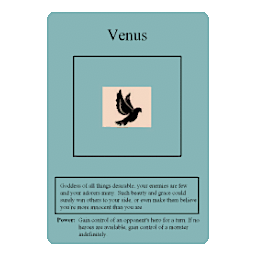 Venus
Goddess of all things desirable, your enemies are few
and your adorers many. Such beauty and grace could
surely win others to your side, or even make them believe
you're more innocent than you are
Power: Gain control of an opponent's hero for a turn. If no
heroes are available, gain control of a monster
indefinitely.